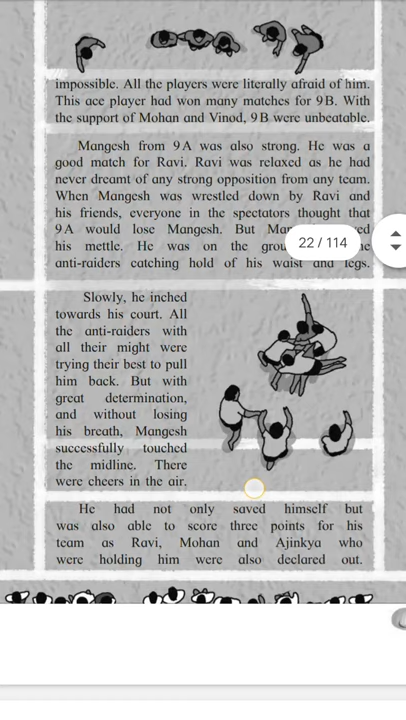 impossible. All the players were literally afraid of him.
This ace player had won many matches for 9B. With
the support of Mohan and Vinod, 9B were unbeatable.
Mangesh from 9A was also strong. He was a
good match for Ravi. Ravi was relaxed as he had
never dreamt of any strong opposition from any team.
When Mangesh was wrestled down by Ravi and
his friends, everyone in the spectators thought that
9A would lose Mangesh. But
his mettle. He was on the
anti-raiders catching hold of his waist and legs.
22 / 114
Slowly, he inched
towards his court. All
the anti-raiders with
all their might were
trying their best to pull
him back. But with
great determination,
and without losing
his breath, Mangesh
successfully touched
the midline. There
were cheers in the air.
He had not only saved himself but
was also able to score three points for his
team as Ravi, Mohan and Ajinkya who
were holding him were also declared out.